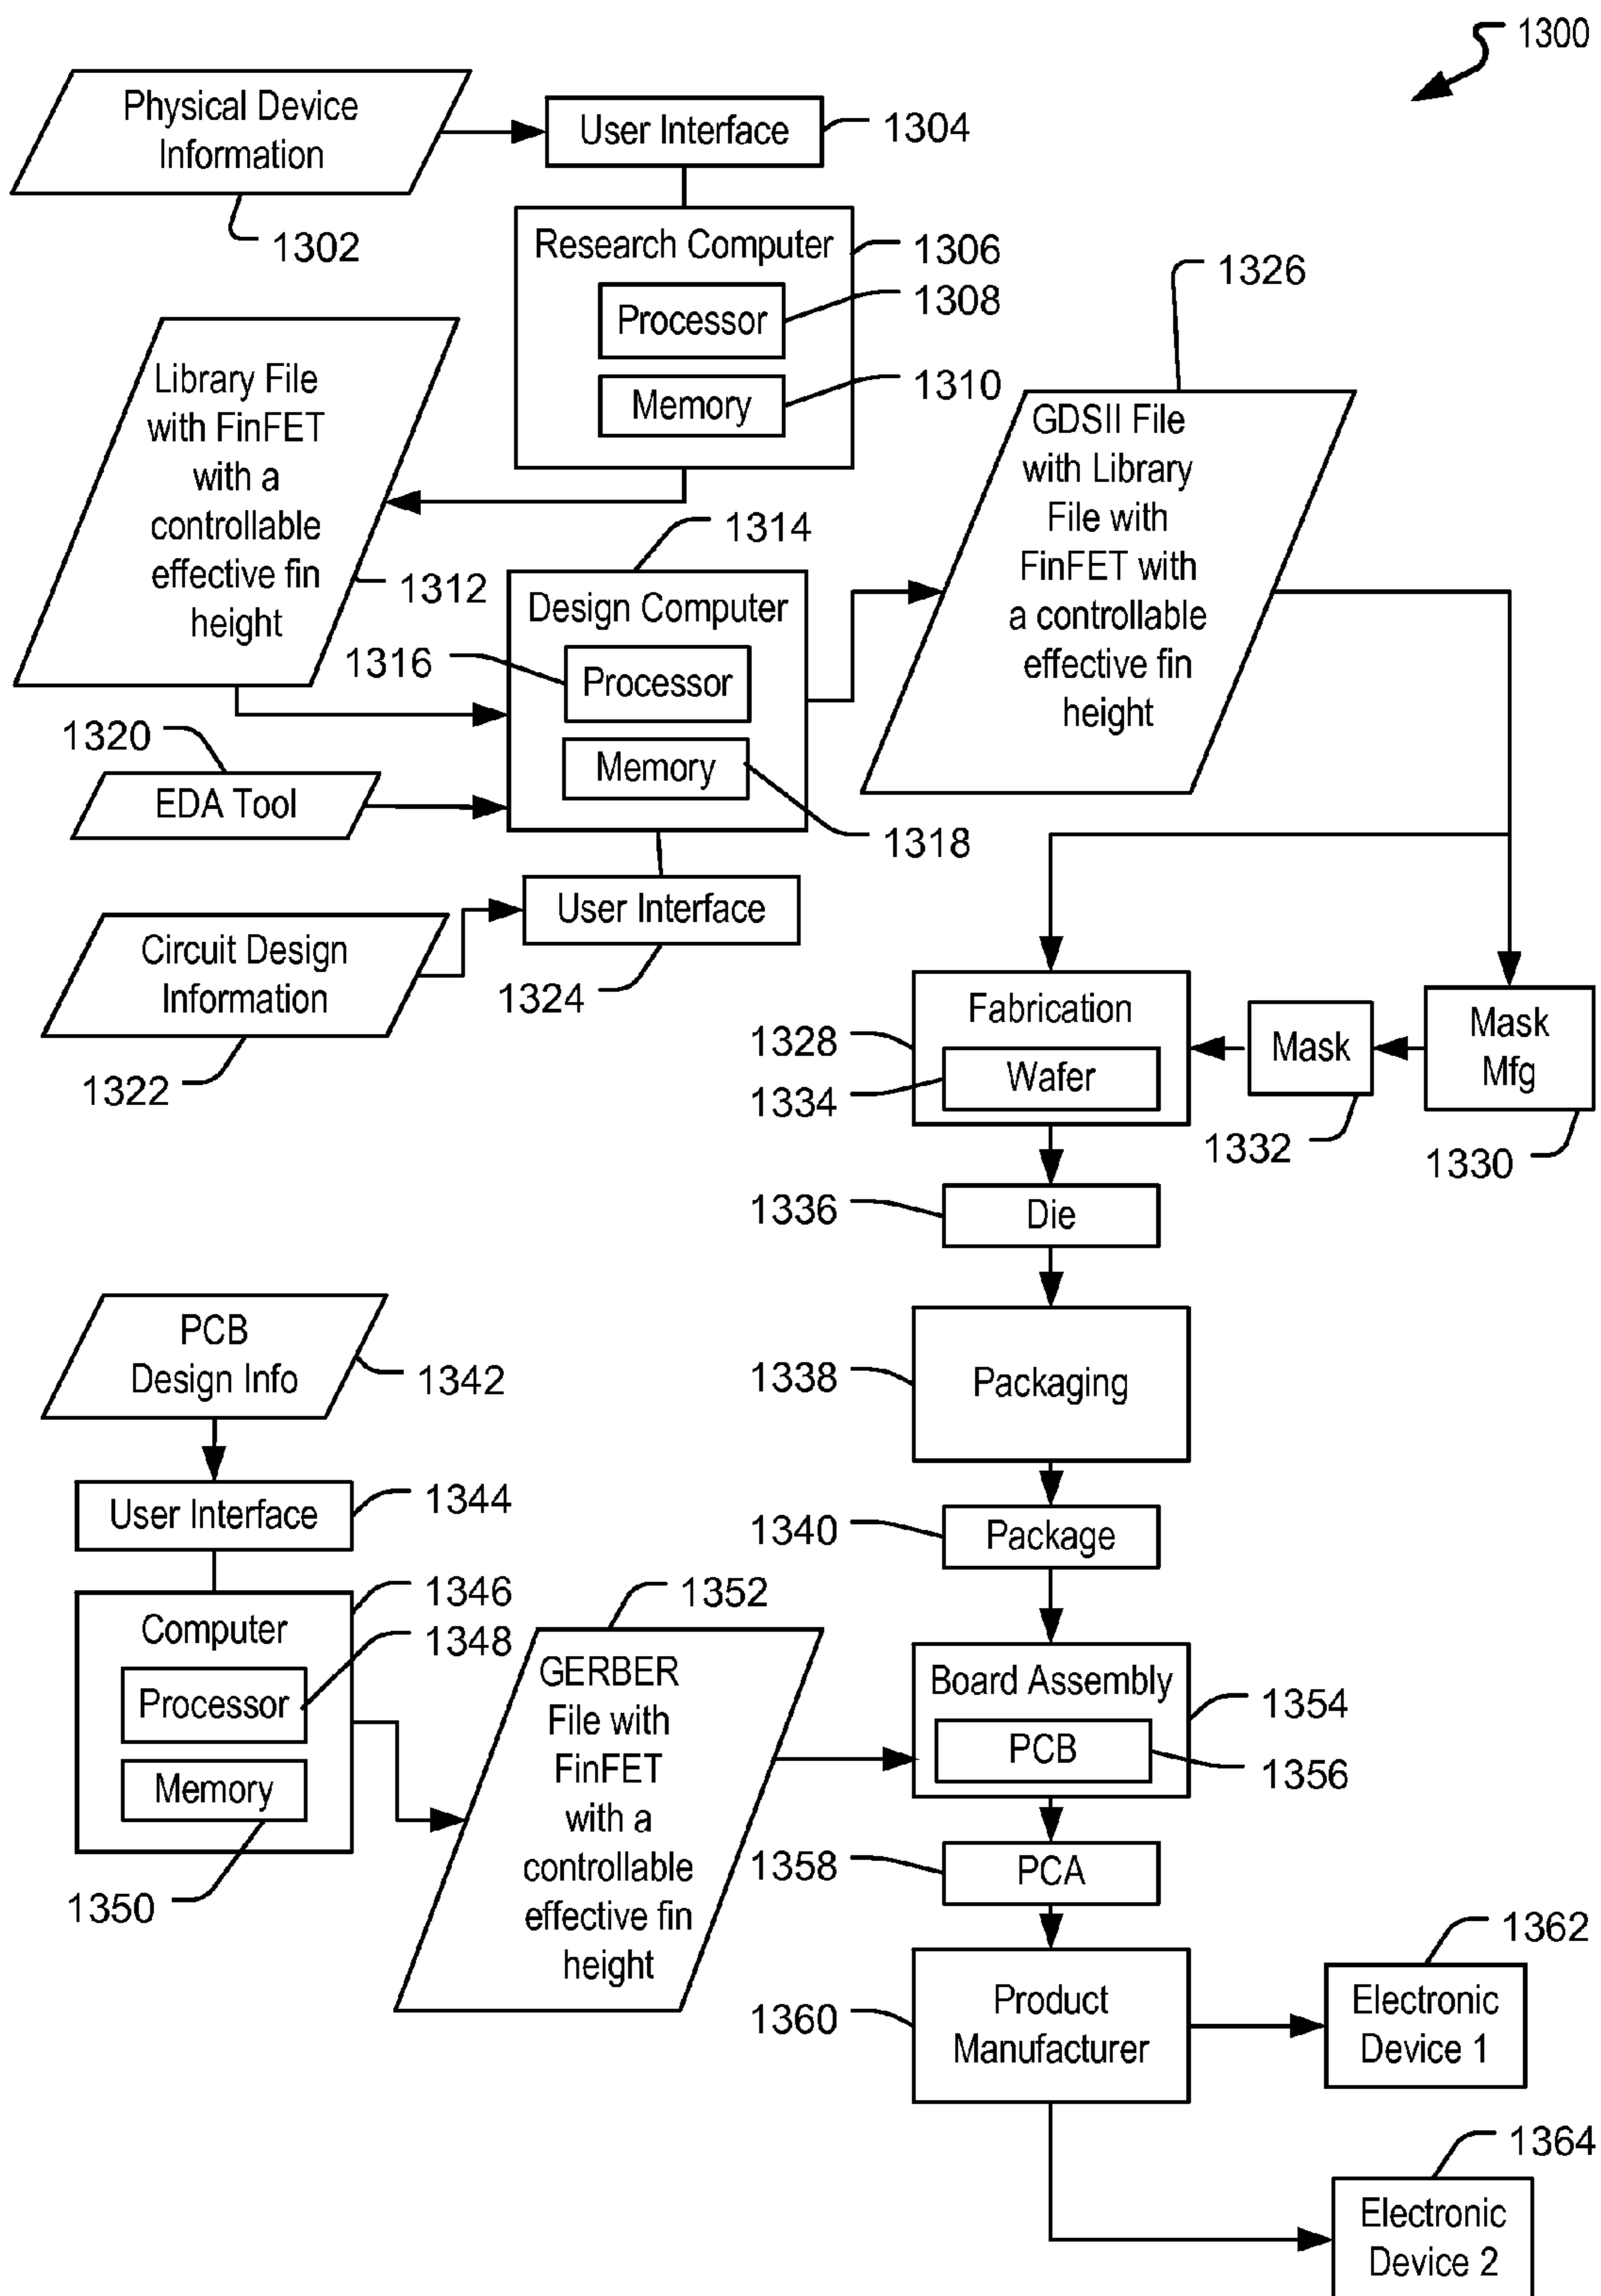 1300
Physical Device
Information
1302
User Interface
1304
Research Computer
1306
Processor
1308
Memory
1310
Library File
with FinFET
with a
controllable
effective fin
height
1312
1314
Design Computer
1316
Processor
Memory
1318
1320
EDA Tool
User Interface
1324
Circuit Design
Information
1322
1326
GDSII File
with Library
File with
FinFET with
a controllable
effective fin
height
Fabrication
1328
Wafer
1334
Mask
1332
Mask
Mfg
1330
1336
Die
1338
Packaging
1340
Package
PCB
Design Info
1342
User Interface
1344
1346
Computer
1348
Processor
Memory
1350
1352
GERBER
File with
FinFET
with a
controllable
effective fin
height
Board Assembly
1354
PCB
1356
1358
PCA
1360
Product
Manufacturer
1362
Electronic
Device 1
1364
Electronic
Device 2